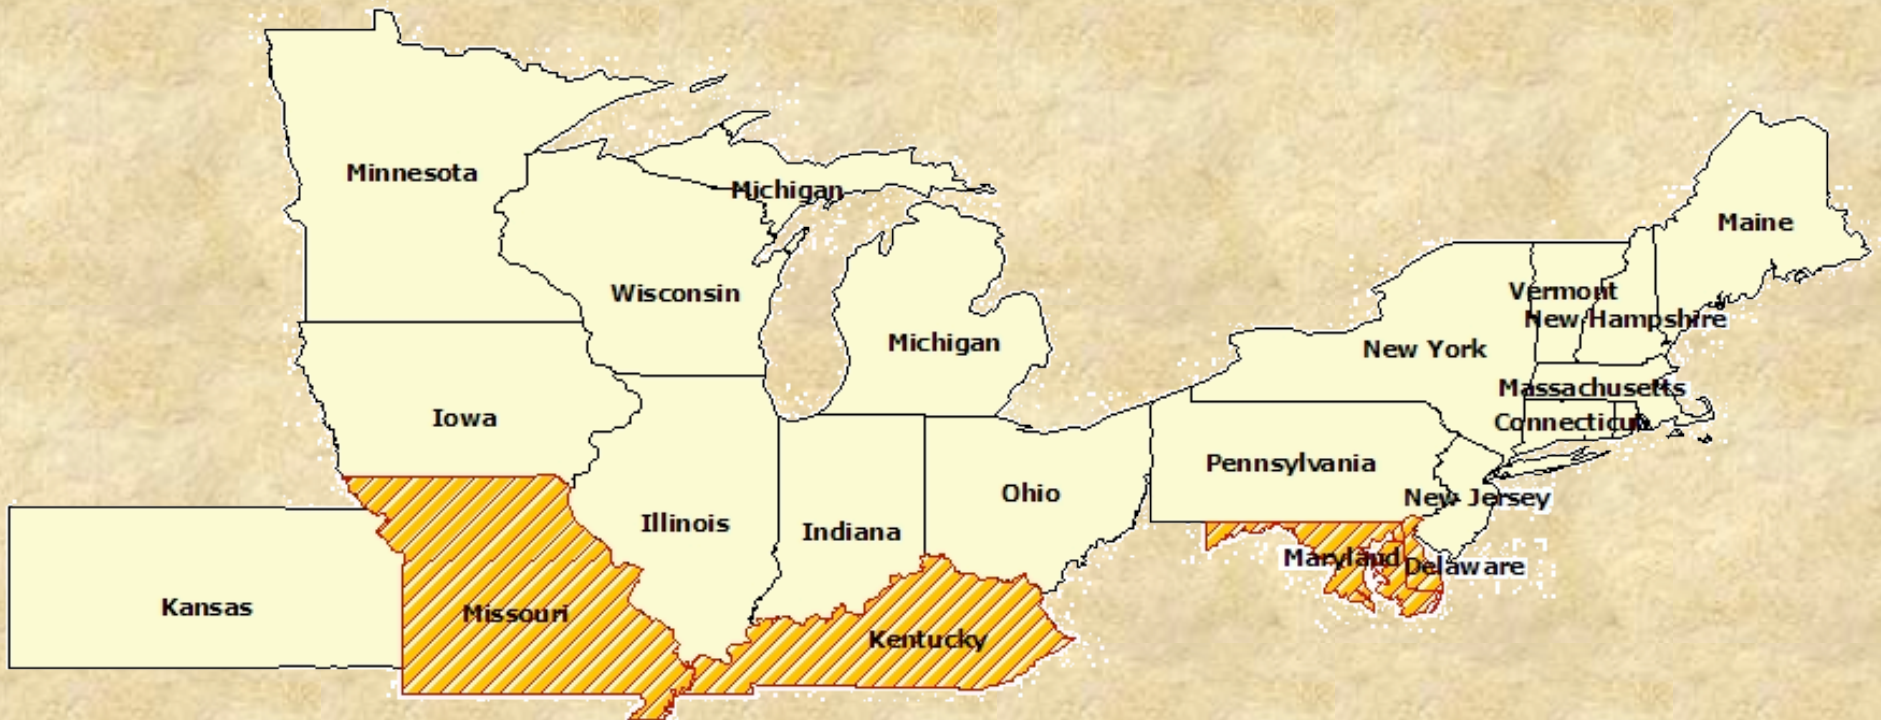 Minnesota
Michigan
Maine
Wisconsin
Vermont
New Hampshire
Michigan
New York
Massachusetts
Iowa
Connecticut
Pennsylvania
Ohio
New Jersey
Illinois
Indiana
Maryland
Delaware
Kansas
Missouri
Kentucky